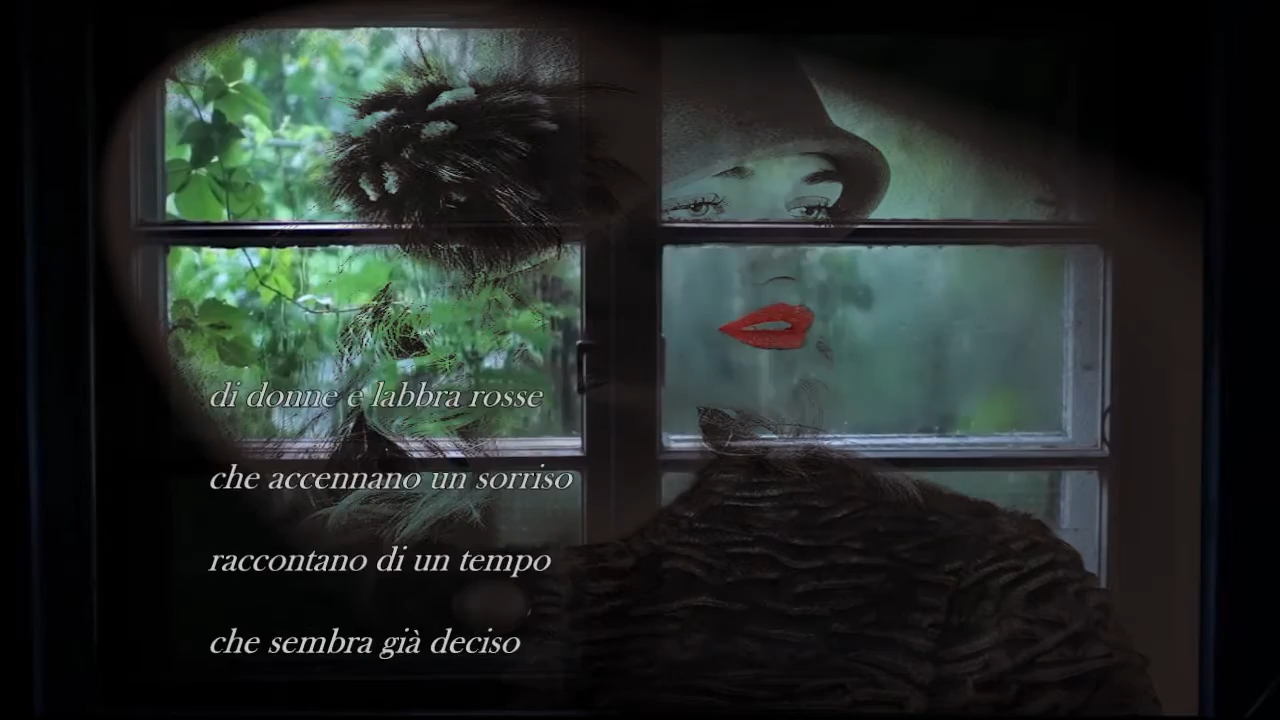 di donne e labbra rosse
che accennano un sorriso
raccontano di un tempo
che sembra già deciso